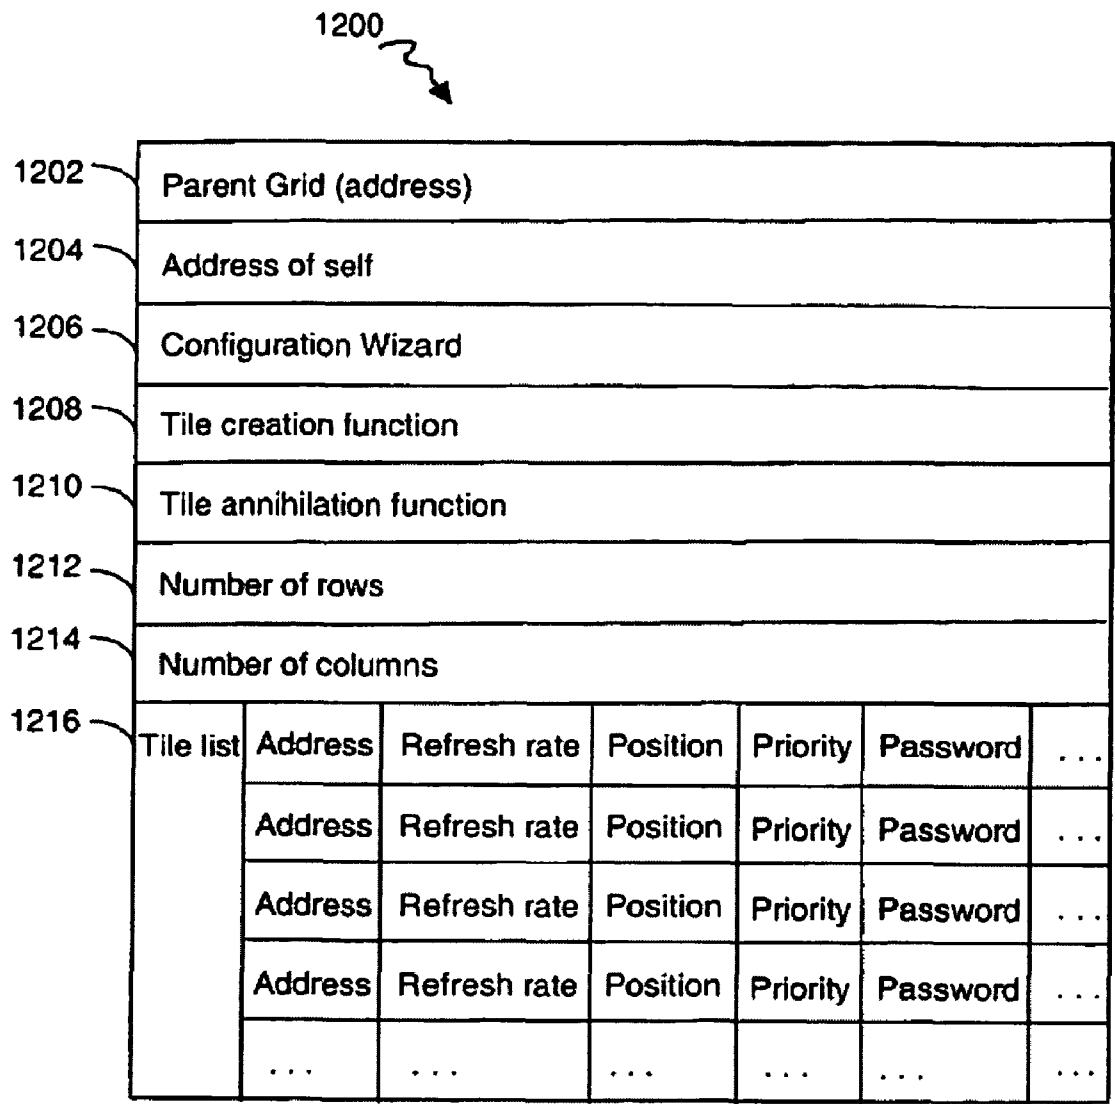 1200
1202 Parent Grid (address)
1204 Address of self
1206 Configuration Wizard
1208 Tile creation function
1210 Tile annihilation function
1212 Number of rows
1214 Number of columns
1216 Tile list Address Refresh rate Position Priority Password ...
Address Refresh rate Position Priority Password ...
Address Refresh rate Position Priority Password ...
Address Refresh rate Position Priority Password ...
... ... ... ... ... ...